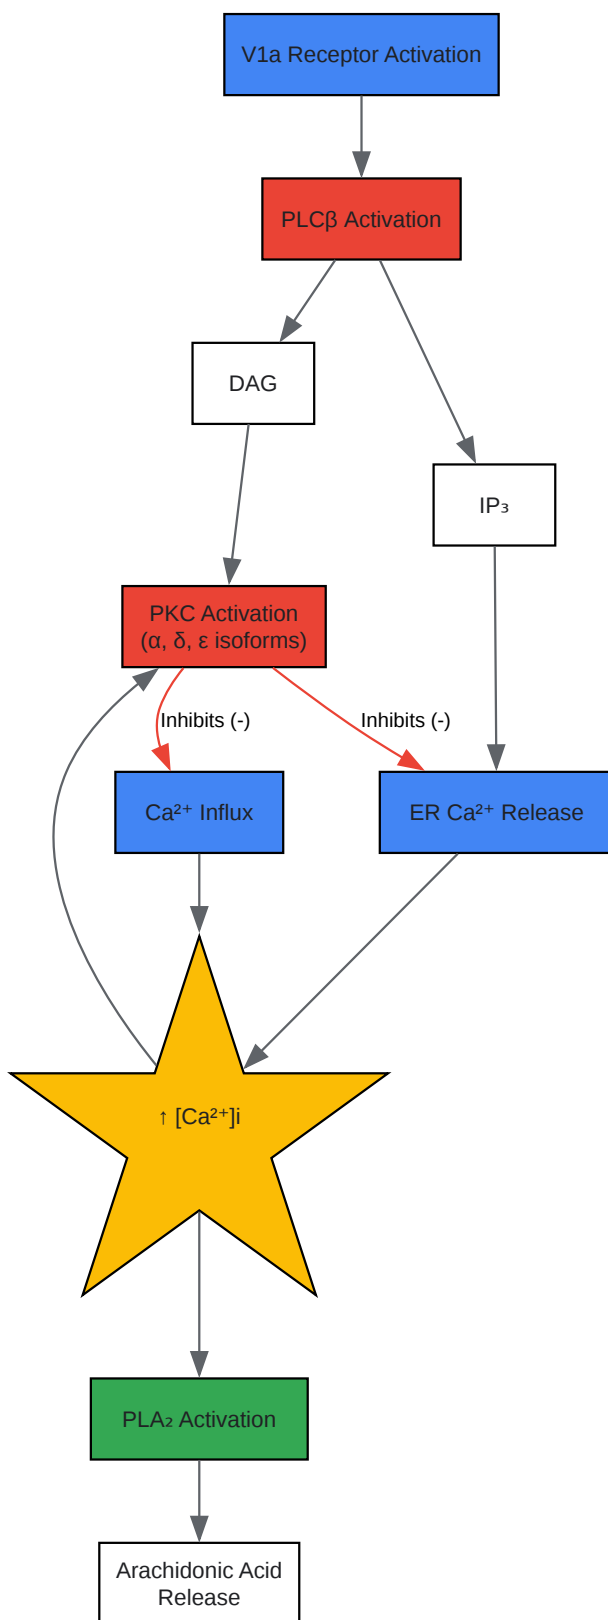 V1a Receptor Activation
PLCβ Activation
DAG
IP₃
PKC Activation
(α, δ, ε isoforms)
Inhibits (-)
Inhibits (-)
Ca²⁺ Influx
ER Ca²⁺ Release
↑ [Ca²⁺]i
PLA₂ Activation
Arachidonic Acid
Release